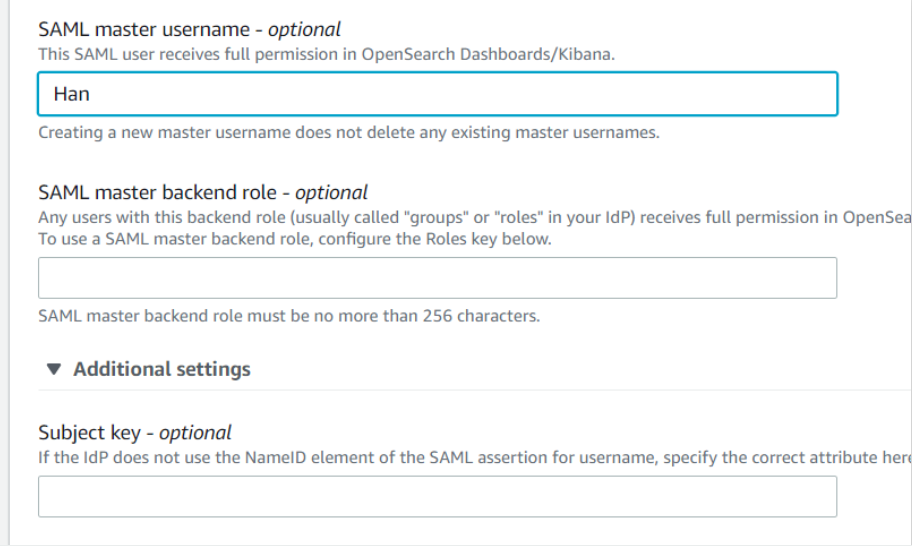 SAML master username - optional
This SAML user receives full permission in OpenSearch Dashboards/Kibana.
Han
Creating a new master username does not delete any existing master usernames.
SAML master backend role - optional
Any users with this backend role (usually called "groups" or "roles" in your IdP) receives full permission in OpenSea
To use a SAML master backend role, configure the Roles key below.
SAML master backend role must be no more than 256 characters.
Additional settings
Subject key - optional
If the IdP does not use the NameID element of the SAML assertion for username, specify the correct attribute here